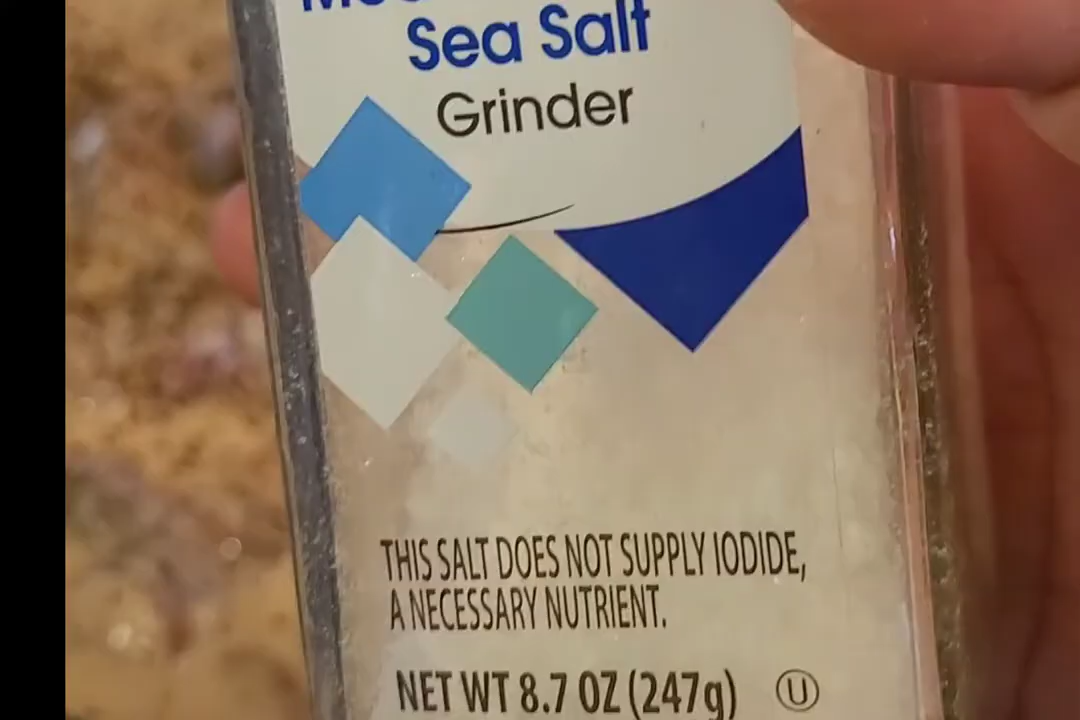 Sea Salt
Grinder
THIS SALT DOES NOT SUPPLY IODIDE,
A NECESSARY NUTRIENT.
NET WT 8.7 OZ (247g) Ⓤ